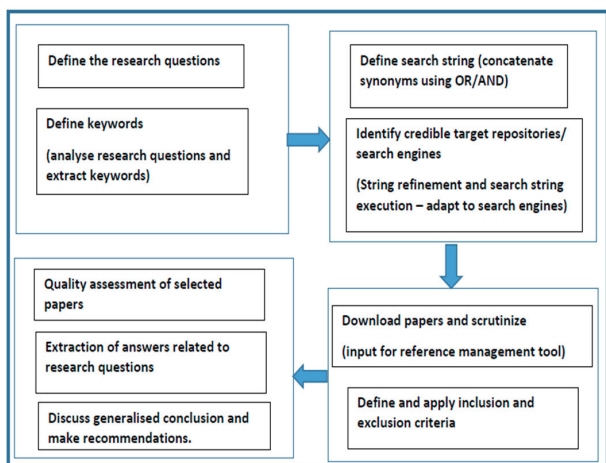 Define the research questions
Define keywords
(analyse research questions and
extract keywords)
Define search string (concatenate
synonyms using OR/AND)
Identify credible target repositories/
search engines
(String refinement and search string
execution – adapt to search engines)
Download papers and scrutinize
(input for reference management tool)
Define and apply inclusion and
exclusion criteria
Quality assessment of selected
papers
Extraction of answers related to
research questions
Discuss generalised conclusion and
make recommendations.